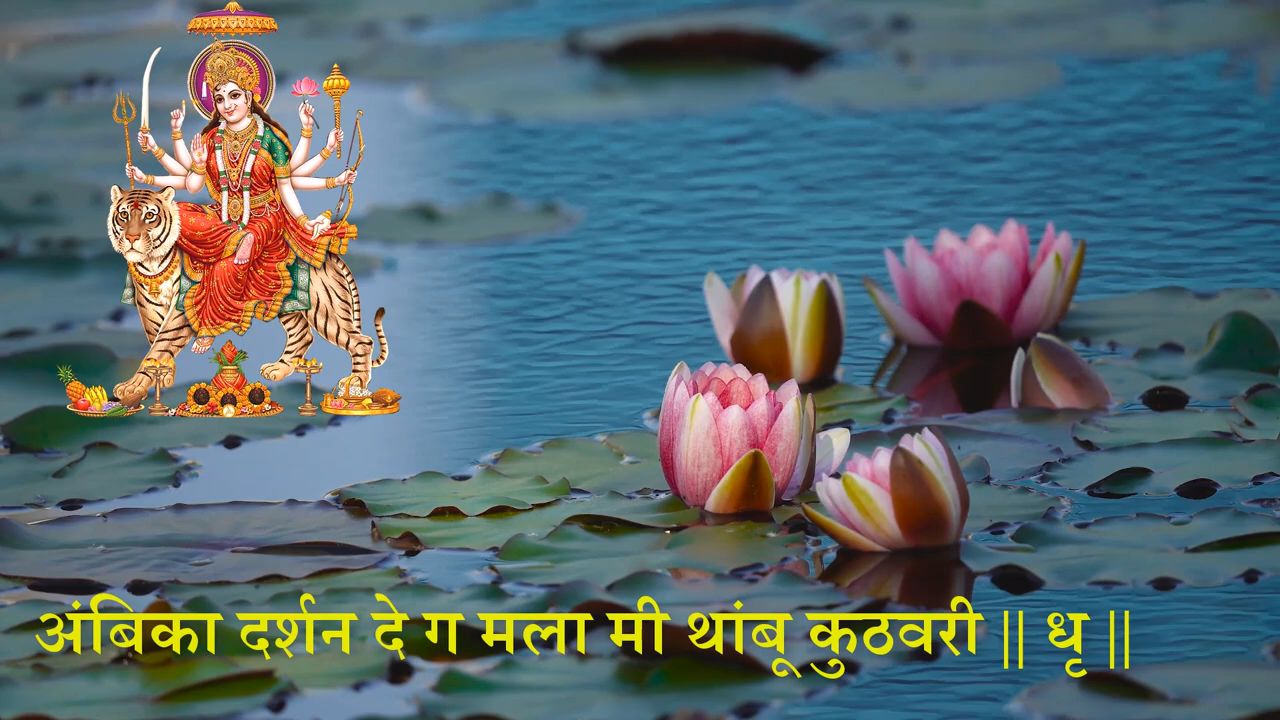 अंबिका दर्शन दे ग मला मी थांबू कुठवरी || धृ ||